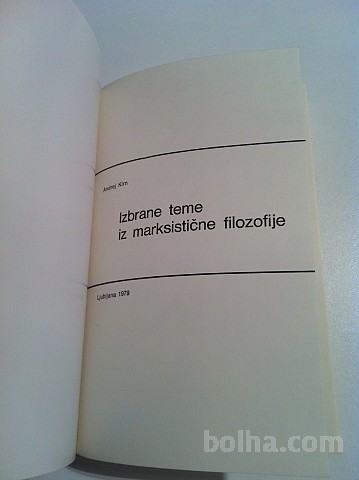 Andrej Kirn
Izbrane teme
iz marksistične filozofije
Ljubljana 1979
bolha.com